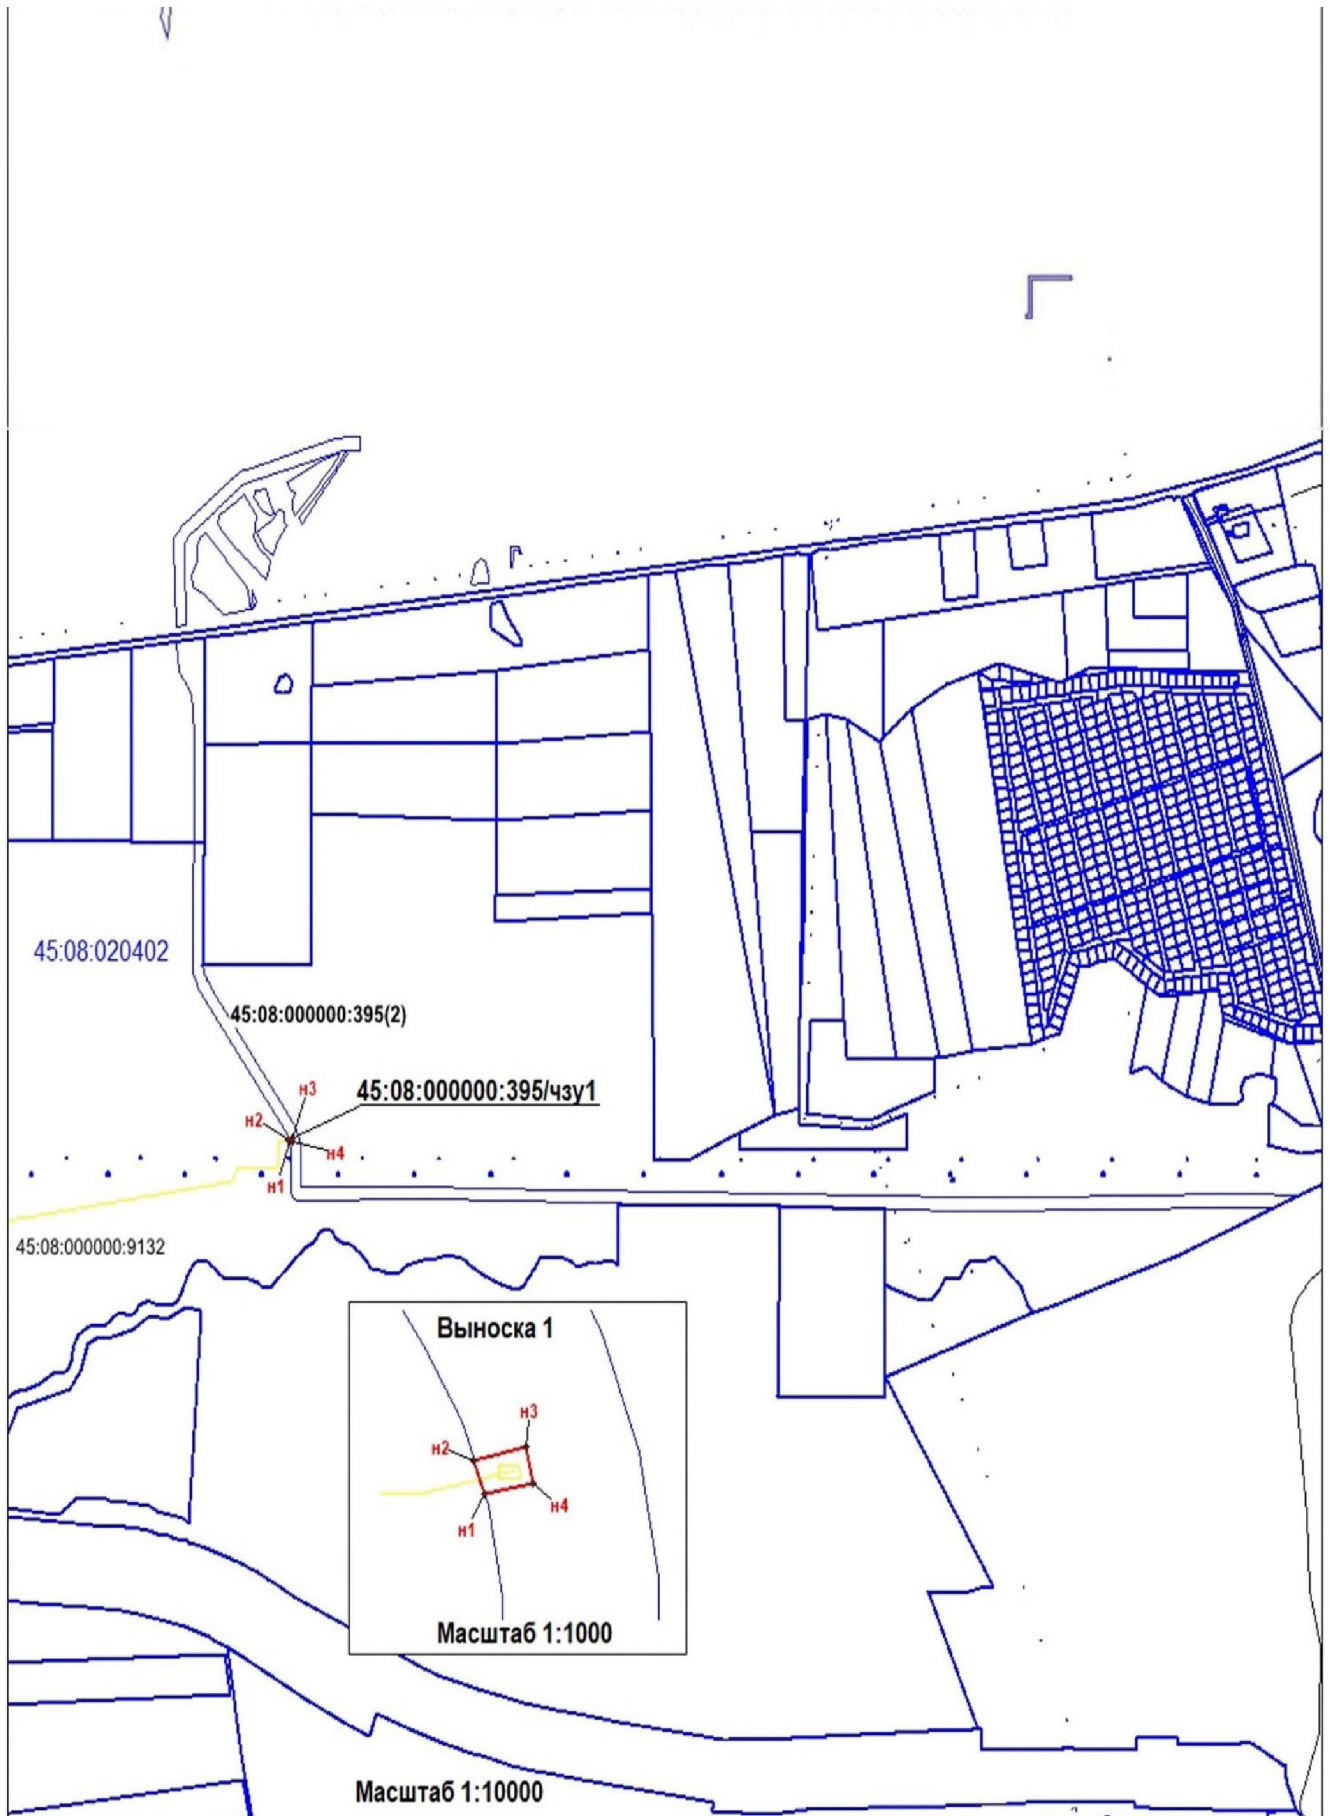 45:08:020402
45:08:000000:395(2)
н3
45:08:000000:395/чзу1
н2
н4
н1
45:08:000000:9132
Выноска 1
н3
н2
н4
н1
Масштаб 1:1000
Масштаб 1:10000